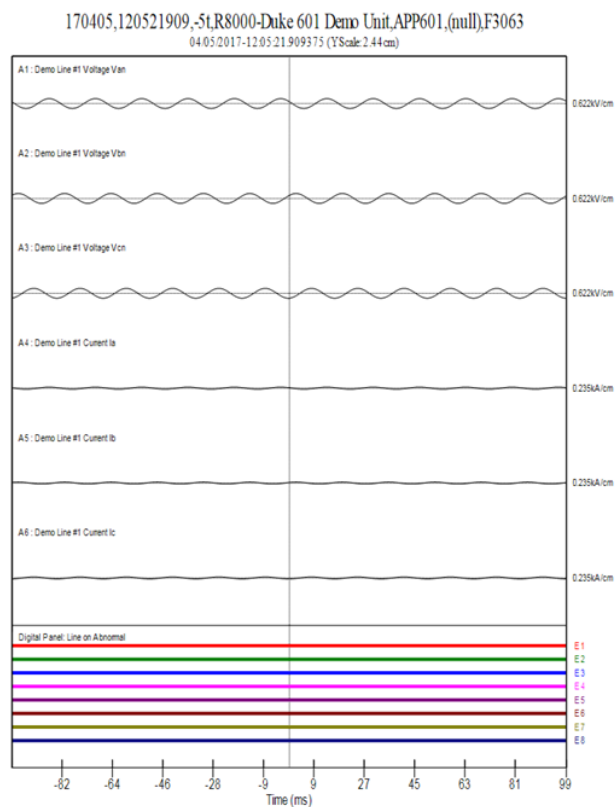 170405,120521909,-5t,R8000-Duke 601 Demo Unit,APP601,(null),F3063
04/05/2017-12:05:21.909375 (YScale:2.44cm)
A1 : Demo Line #1 Voltage Van
0.622kV/cm
A2 : Demo Line #1 Voltage Vbn
0.622kV/cm
A3 : Demo Line #1 Voltage Vcn
0.622kV/cm
A4 : Demo Line #1 Current Ia
0.235kA/cm
A5 : Demo Line #1 Current Ib
0.235kA/cm
A6 : Demo Line #1 Current Ic
0.235kA/cm
Digital Panel: Line on Abnormal
E1
E2
E3
E4
E5
E6
E7
E8
-82 -64 -46 -28 -9 9 27 45 63 81 99
Time (ms)